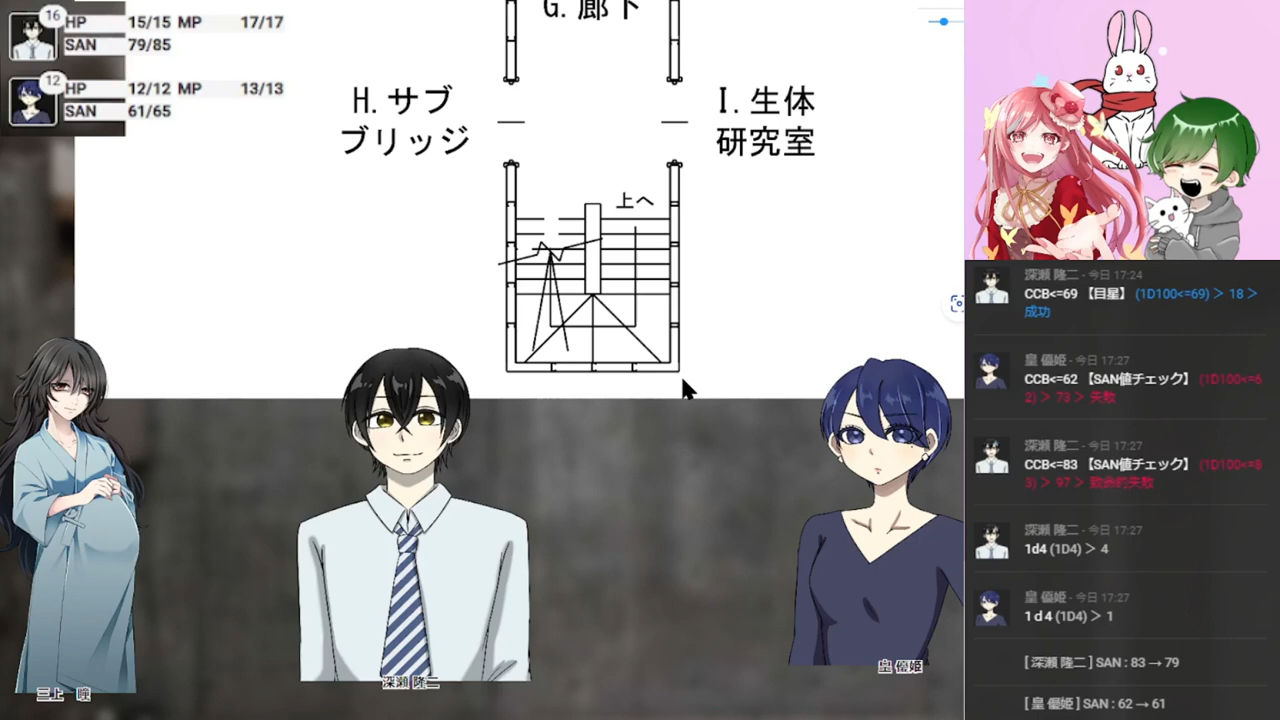 16
HP 15/15 MP 17/17
SAN 79/85
12
HP 12/12 MP 13/13
SAN 61/65
G.廊下
H.サブ
ブリッジ
I.生体
研究室
上へ
三上 瞳
深瀬 隆二
皇 優姫
深瀬 隆二 - 今日 17:24
CCB<=69 【目星】 (1D100<=69) > 18 >
成功
皇 優姫 - 今日 17:27
CCB<=62 【SAN値チェック】 (1D100<=6
2) > 73 > 失敗
深瀬 隆二 - 今日 17:27
CCB<=83 【SAN値チェック】 (1D100<=8
3) > 97 > 致命的失敗
深瀬 隆二 - 今日 17:27
1d4 (1D4) > 4
皇 優姫 - 今日 17:27
1d4 (1D4) > 1
[ 深瀬 隆二 ] SAN : 83 → 79
[ 皇 優姫 ] SAN : 62 → 61